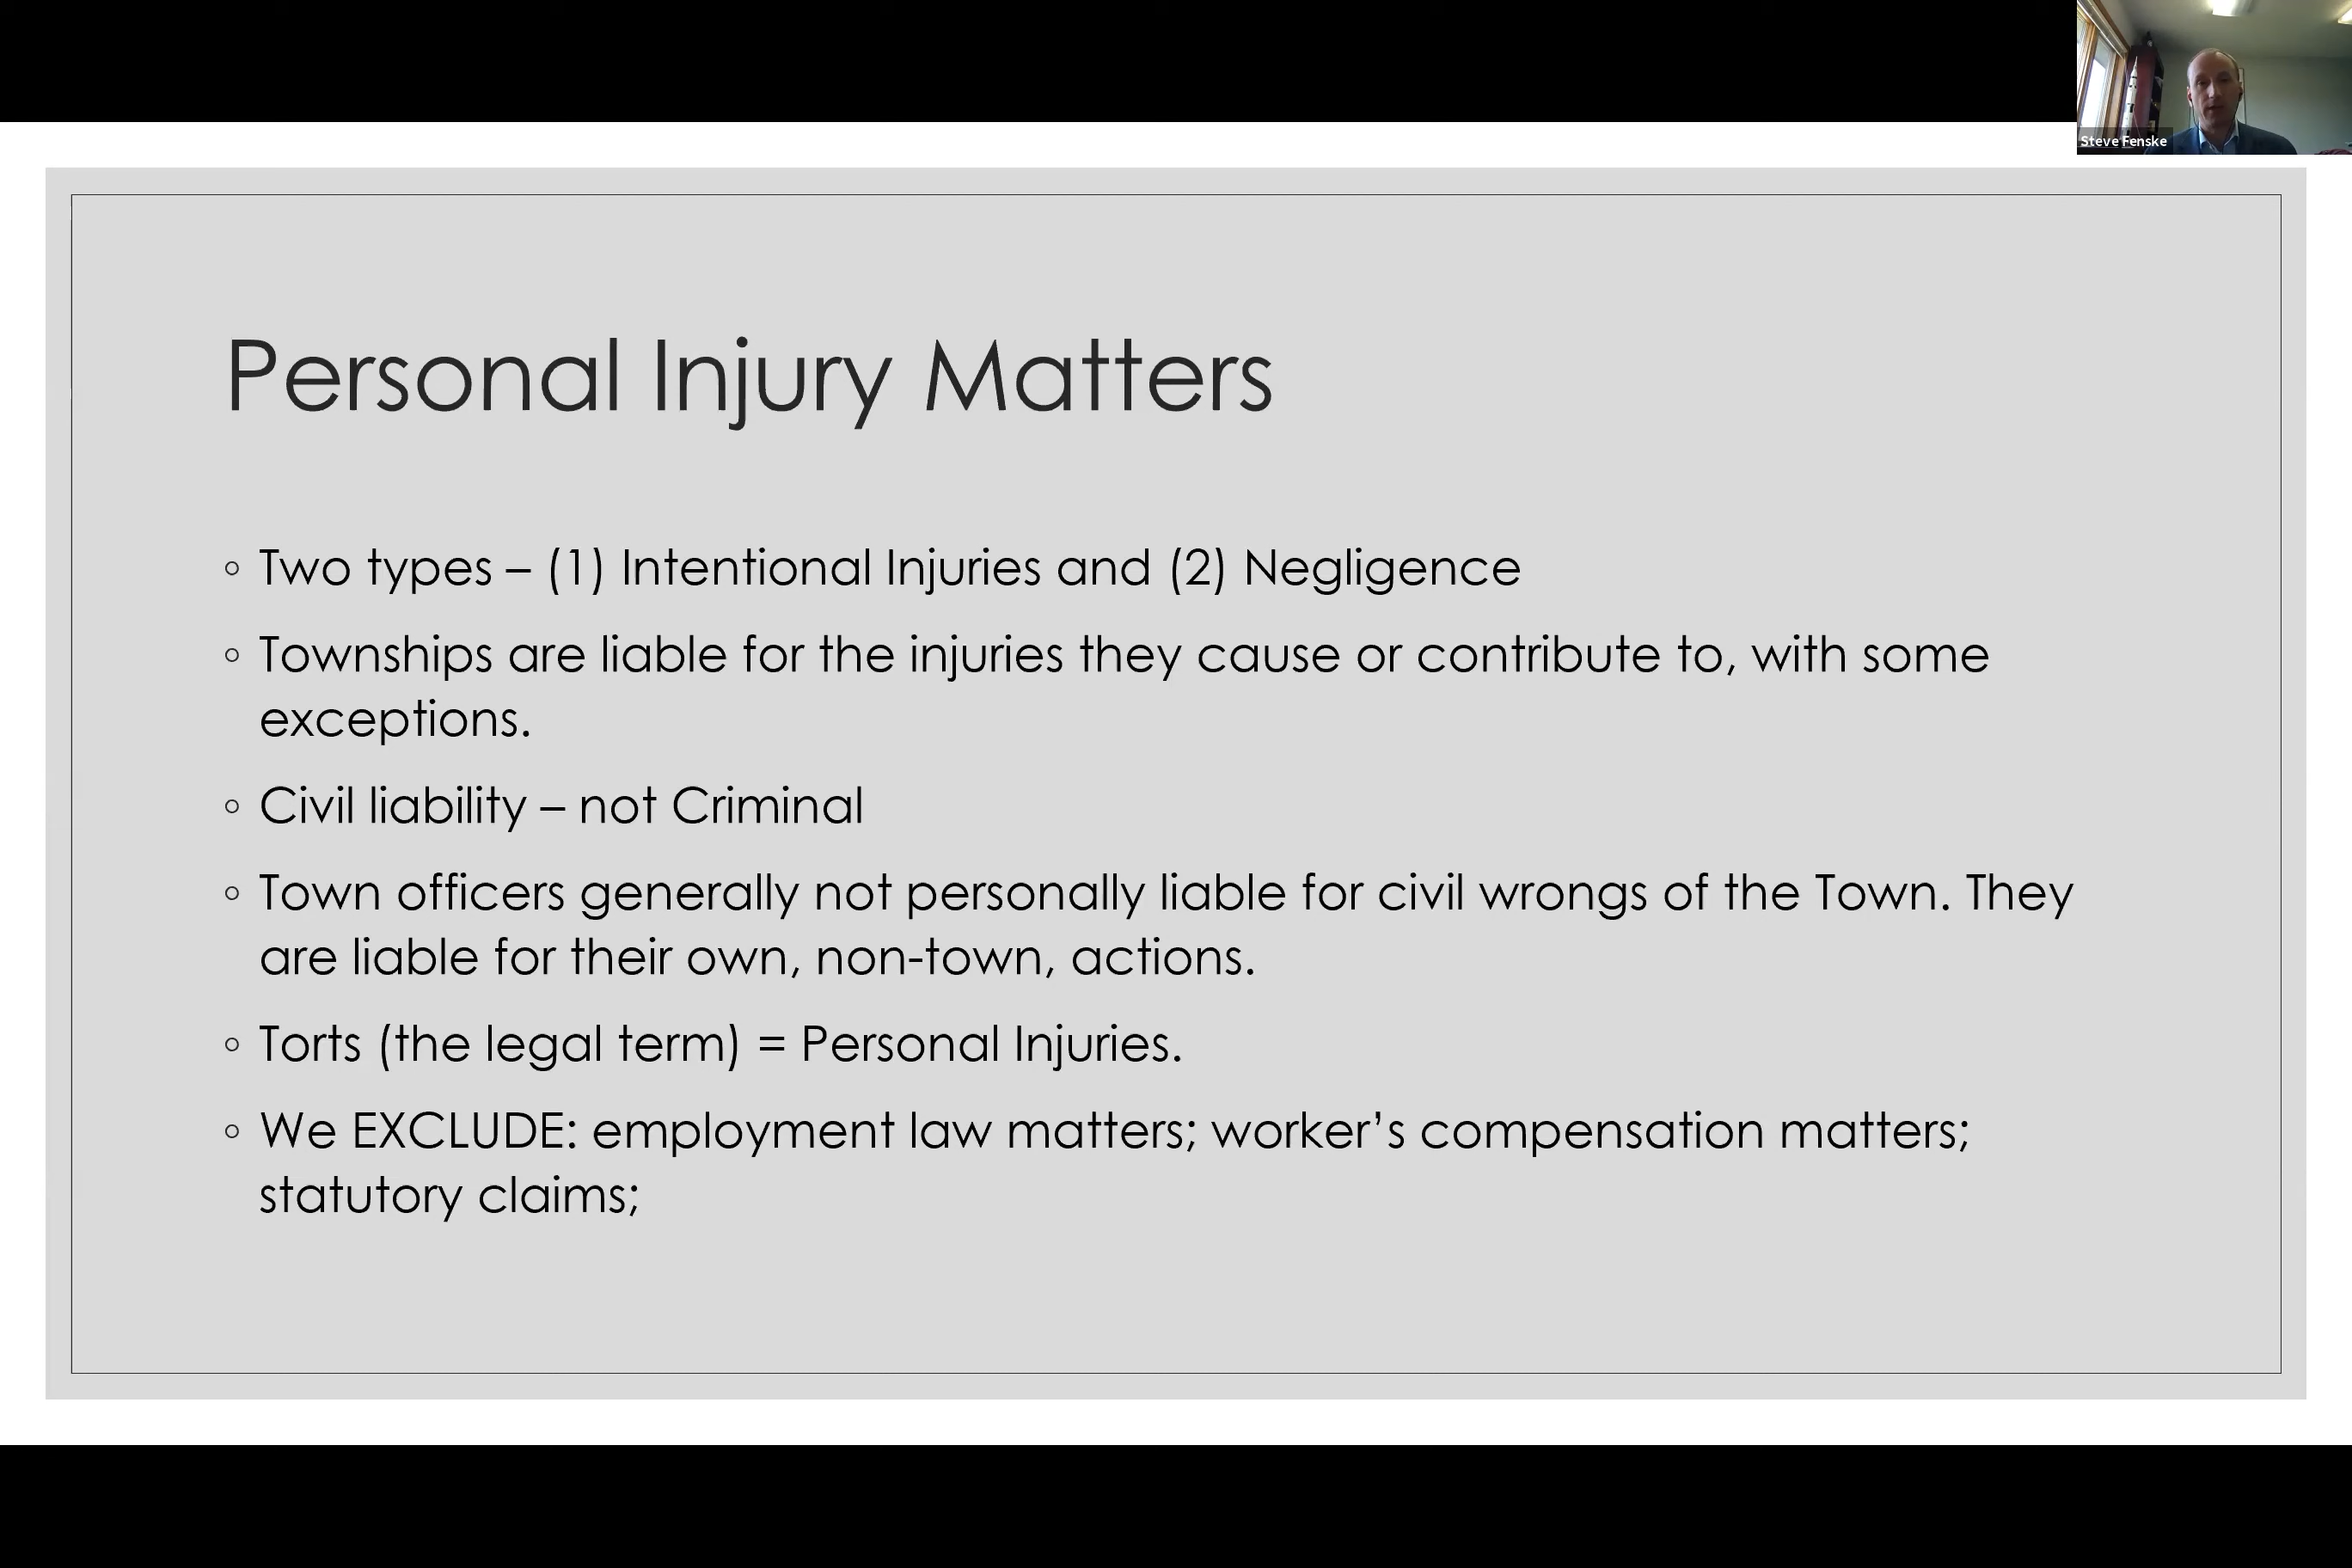 Steve Fenske
Personal Injury Matters
◦ Two types – (1) Intentional Injuries and (2) Negligence
◦ Townships are liable for the injuries they cause or contribute to, with some
exceptions.
◦ Civil liability – not Criminal
◦ Town officers generally not personally liable for civil wrongs of the Town. They
are liable for their own, non-town, actions.
◦ Torts (the legal term) = Personal Injuries.
◦ We EXCLUDE: employment law matters; worker’s compensation matters;
statutory claims;